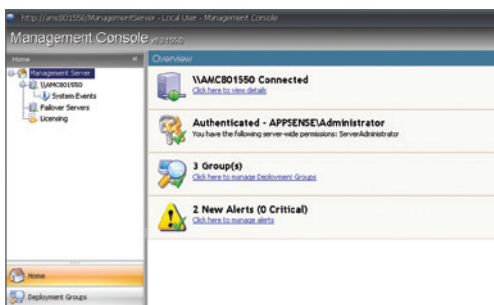 http://amc801550/ManagementServer - Local User - Management Console
Management Console
Home
Overview
Management Server
\\AMC801550
System Events
Failover Servers
Licensing
\\AMC801550 Connected
Click here to view details
Authenticated - APPSENSE\Administrator
You have the following server-wide permissions: ServerAdministrator
3 Group(s)
Click here to manage Deployment Groups
2 New Alerts (0 Critical)
Click here to manage alerts
Home
Deployment Groups